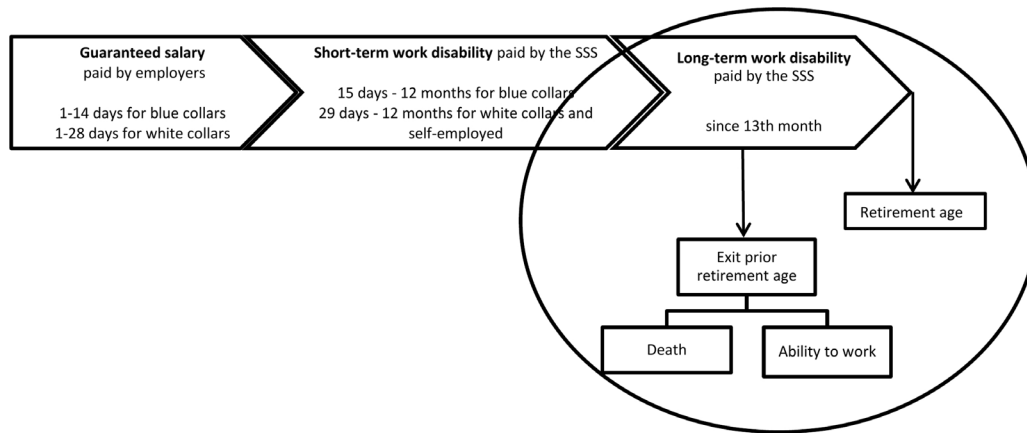 Guaranteed salary
paid by employers
1-14 days for blue collars
1-28 days for white collars
Short-term work disability paid by the SSS
15 days - 12 months for blue collars
29 days - 12 months for white collars and
self-employed
Long-term work disability
paid by the SSS
since 13th month
Retirement age
Exit prior
retirement age
Death
Ability to work